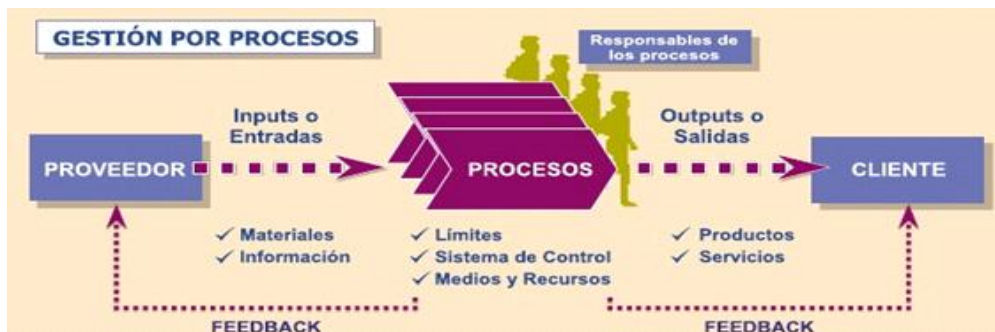 GESTIÓN POR PROCESOS
Responsables de
los procesos
Inputs o
Entradas
Outputs o
Salidas
PROVEEDOR
PROCESOS
CLIENTE
✓ Materiales
✓ Información
✓ Límites
✓ Sistema de Control
✓ Medios y Recursos
✓ Productos
✓ Servicios
FEEDBACK
FEEDBACK